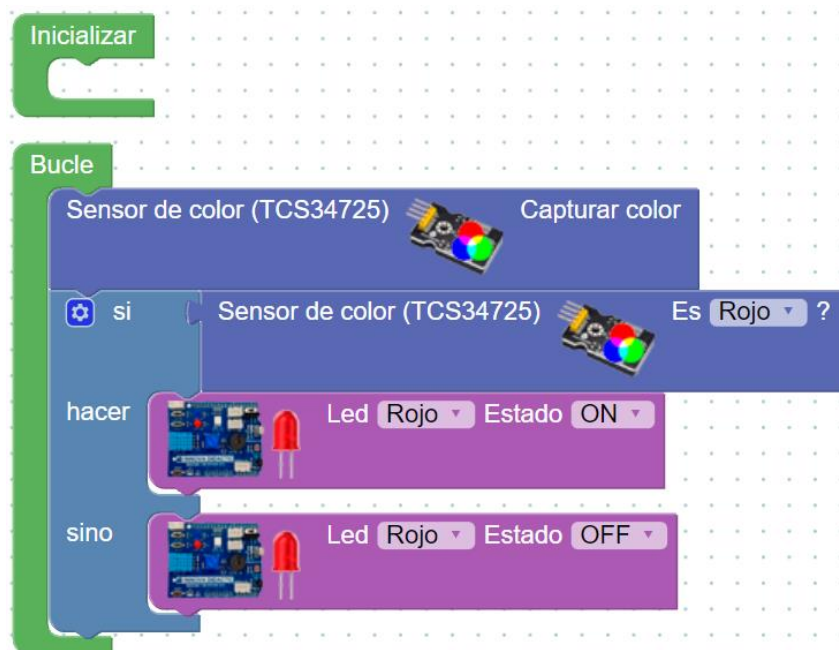 Inicializar
Bucle
Sensor de color (TCS34725) Capturar color
si Sensor de color (TCS34725) Es Rojo ?
hacer Led Rojo Estado ON
sino Led Rojo Estado OFF